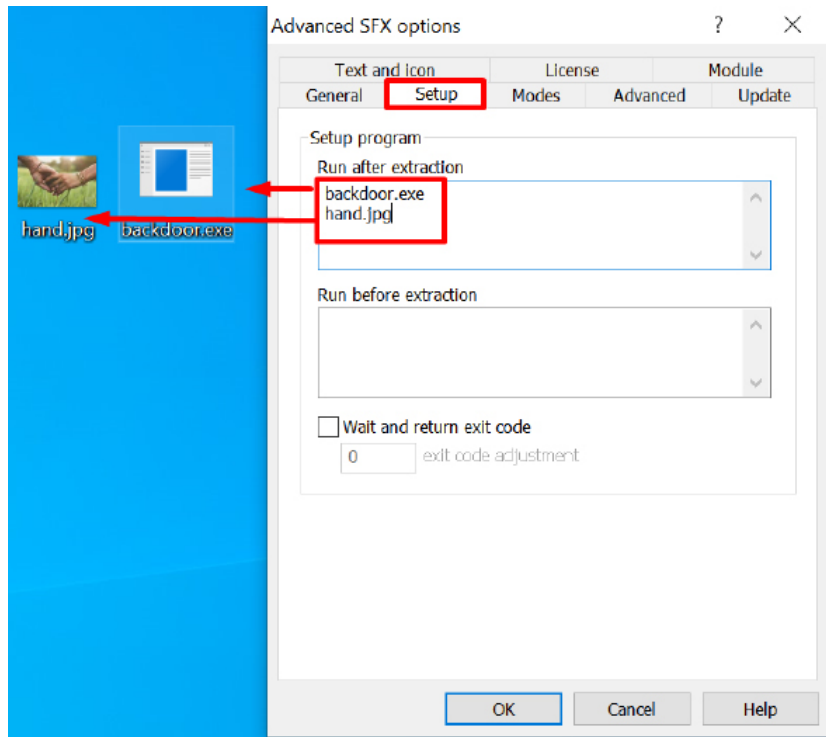 Advanced SFX options
?
Text and icon License Module
General Setup Modes Advanced Update
Setup program
Run after extraction
backdoor.exe
hand.jpg
hand.jpg backdoor.exe
Run before extraction
Wait and return exit code
0 exit code adjustment
OK Cancel Help